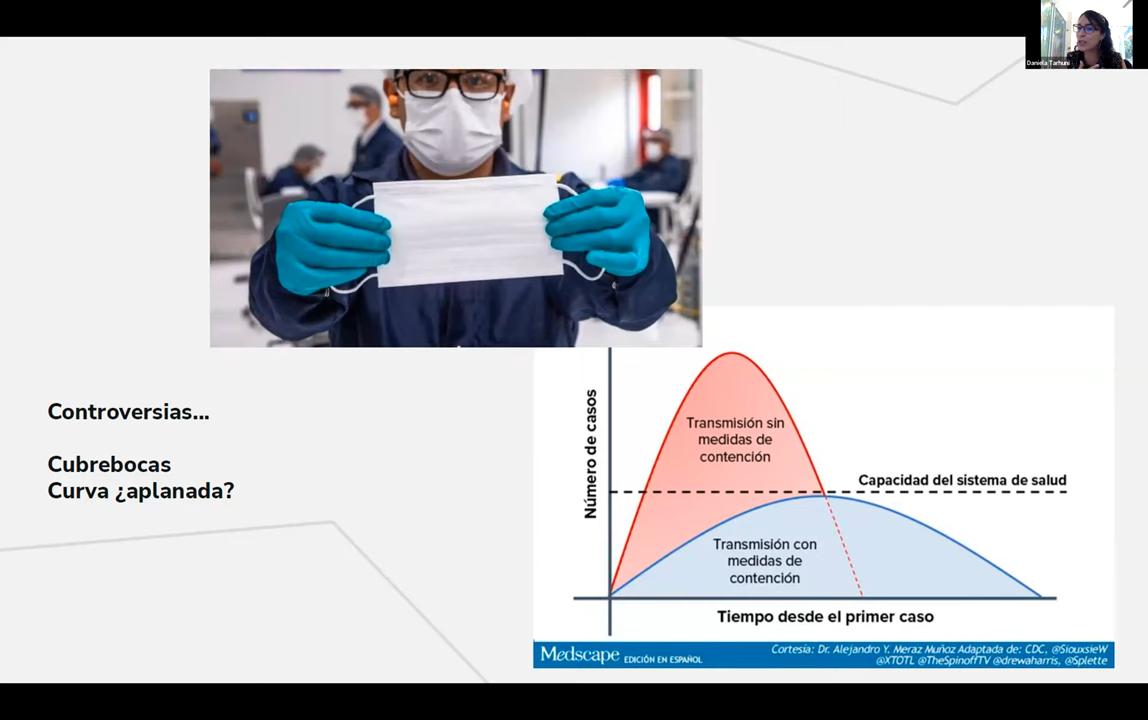 Daniela Tarhuni
Controversias...
Cubrebocas
Curva ¿aplanada?
Número de casos
Transmisión sin
medidas de
contención
Capacidad del sistema de salud
Transmisión con
medidas de
contención
Tiempo desde el primer caso
Medscape EDICIÓN EN ESPAÑOL
Cortesía: Dr. Alejandro Y. Meraz Muñoz Adaptada de: CDC, @SiouxsieW
@XTOTL @TheSpinoffTV @drewaharris, @Splette